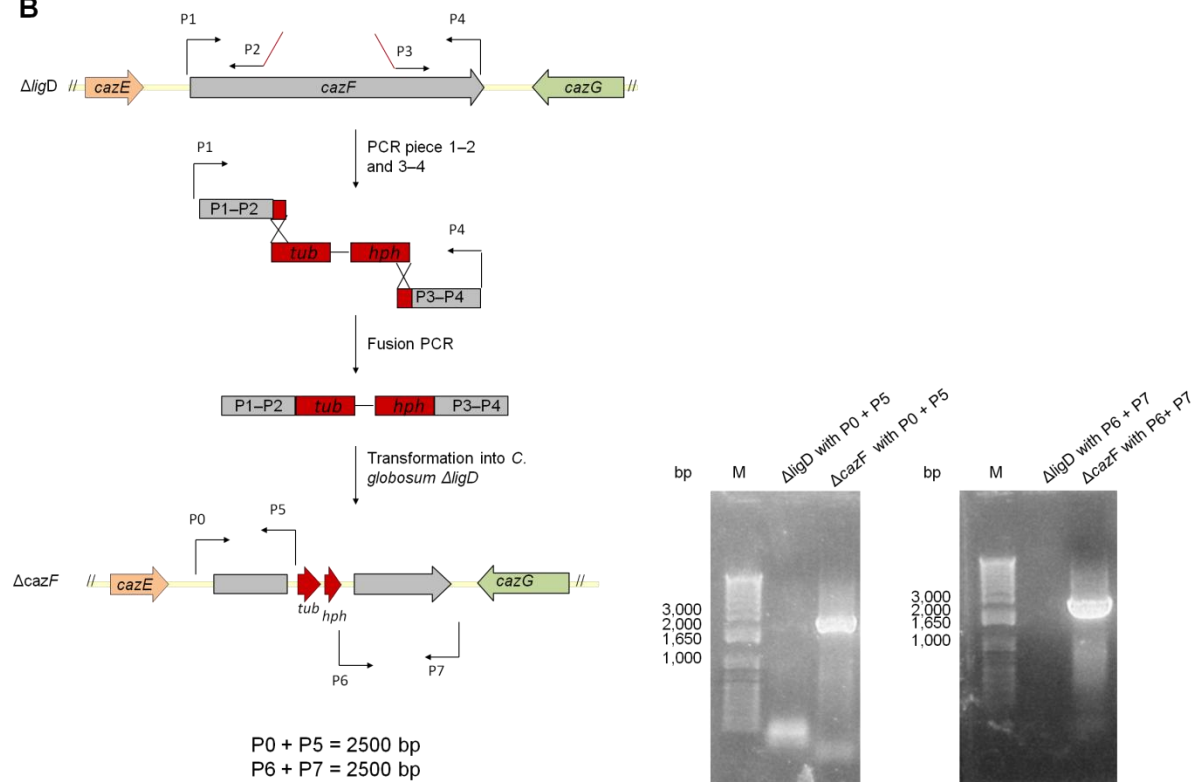 B
P1
P4
P2
P3
ΔligD
//
cazE
cazF
cazG
//
PCR piece 1–2
and 3–4
P1
P1–P2
P4
tub
hph
P3–P4
Fusion PCR
P1–P2
tub
hph
P3–P4
Transformation into C.
globosum ΔligD
P0
P5
ΔcazF
//
cazE
cazG
//
tub
hph
P6
P7
P0 + P5 = 2500 bp
P6 + P7 = 2500 bp
bp
M
ΔligD with P0 + P5
ΔcazF with P0 + P5
3,000
2,000
1,650
1,000
bp
M
ΔligD with P6 + P7
ΔcazF with P6+ P7
3,000
2,000
1,650
1,000